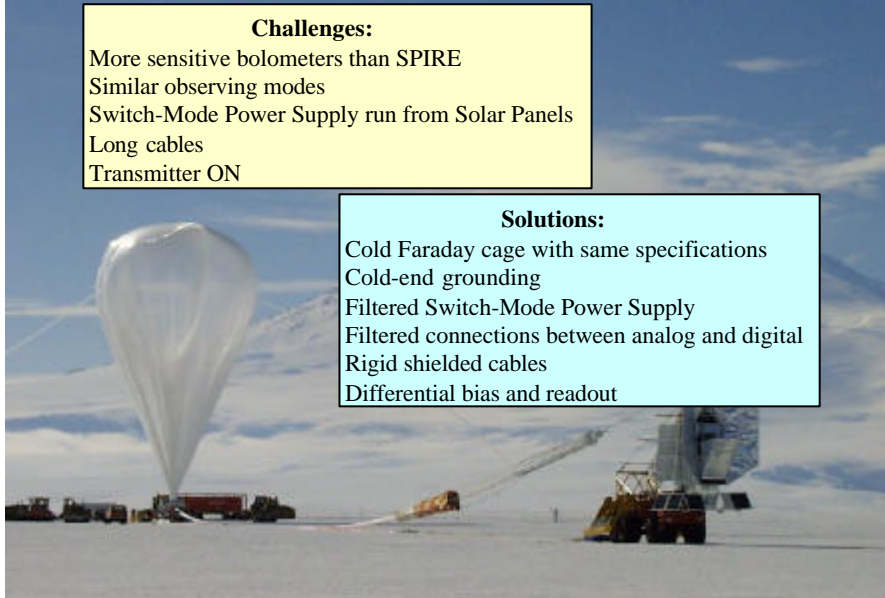 Challenges:
More sensitive bolometers than SPIRE
Similar observing modes
Switch-Mode Power Supply run from Solar Panels
Long cables
Transmitter ON
Solutions:
Cold Faraday cage with same specifications
Cold-end grounding
Filtered Switch-Mode Power Supply
Filtered connections between analog and digital
Rigid shielded cables
Differential bias and readout